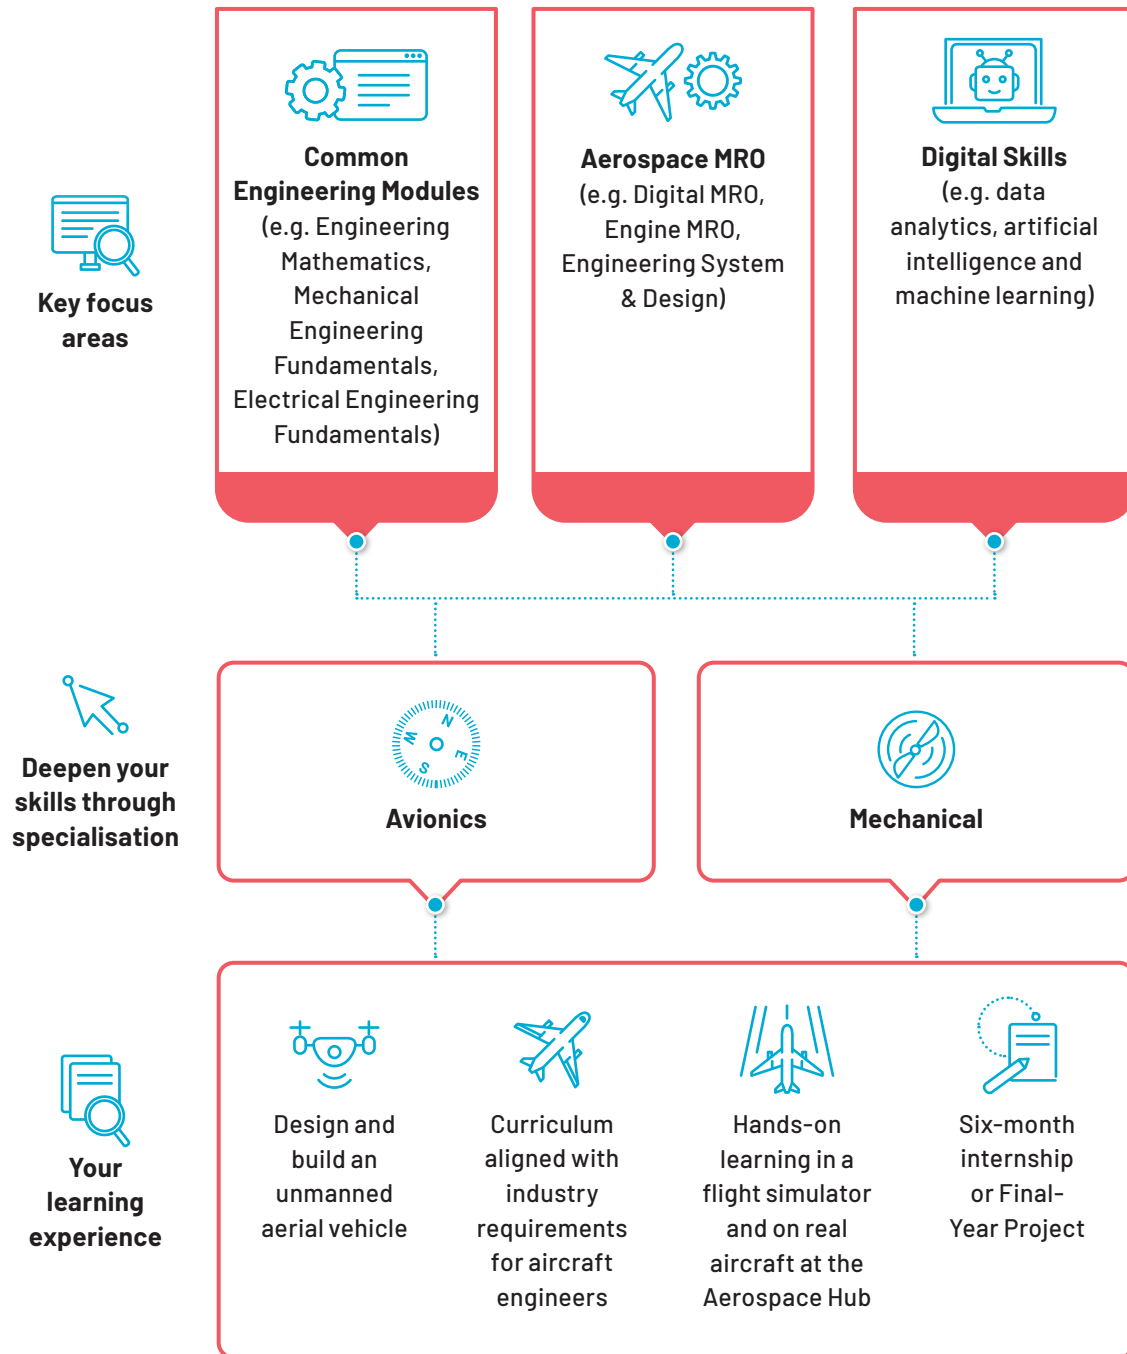 Key focus
areas
Common
Engineering Modules
(e.g. Engineering
Mathematics,
Mechanical
Engineering
Fundamentals,
Electrical Engineering
Fundamentals)
Aerospace MRO
(e.g. Digital MRO,
Engine MRO,
Engineering System
& Design)
Digital Skills
(e.g. data
analytics, artificial
intelligence and
machine learning)
Deepen your
skills through
specialisation
N
E
S
W
Avionics
Mechanical
Your
learning
experience
Design and
build an
unmanned
aerial vehicle
Curriculum
aligned with
industry
requirements
for aircraft
engineers
Hands-on
learning in a
flight simulator
and on real
aircraft at the
Aerospace Hub
Six-month
internship
or Final-
Year Project